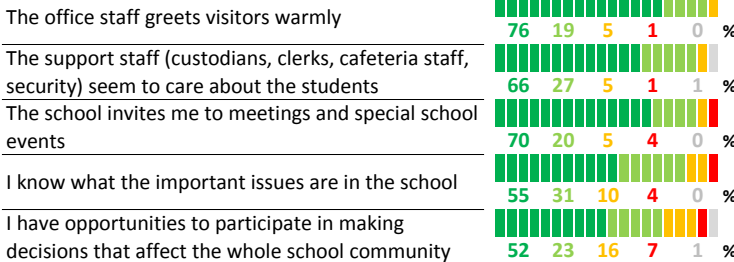 The office staff greets visitors warmly
76 19 5 1 0 %
The support staff (custodians, clerks, cafeteria staff,
security) seem to care about the students
66 27 5 1 1 %
The school invites me to meetings and special school
events
70 20 5 4 0 %
I know what the important issues are in the school
55 31 10 4 0 %
I have opportunities to participate in making
decisions that affect the whole school community
52 23 16 7 1 %